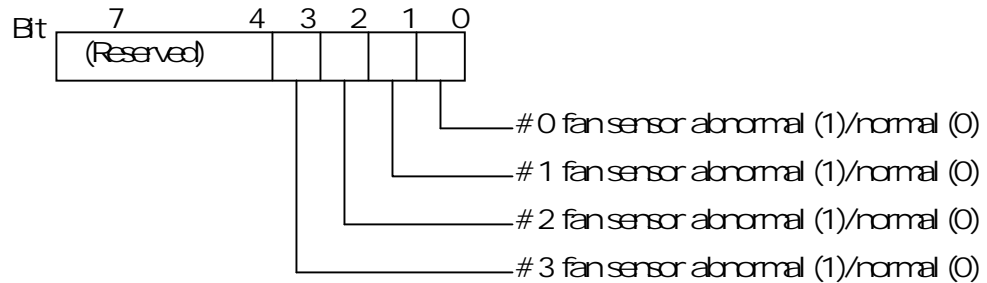 Bit 7 4 3 2 1 0
(Reserved)
#0 fan sensor abnormal (1)/normal (0)
#1 fan sensor abnormal (1)/normal (0)
#2 fan sensor abnormal (1)/normal (0)
#3 fan sensor abnormal (1)/normal (0)